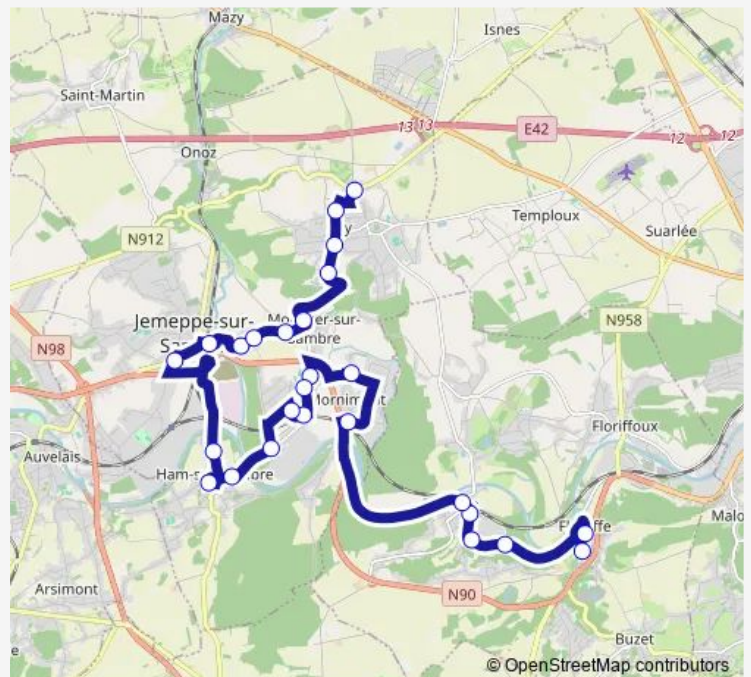 Mazy
Isnes
Saint-Martin
13 13
E42
12
12
Onoz
Temploux
N912
Suarlée
Jemeppe-sur-
N958
N98
Mornimont
Floriffoux
Auvelais
Arsimont
N90
Buzet
© OpenStreetMap contributors